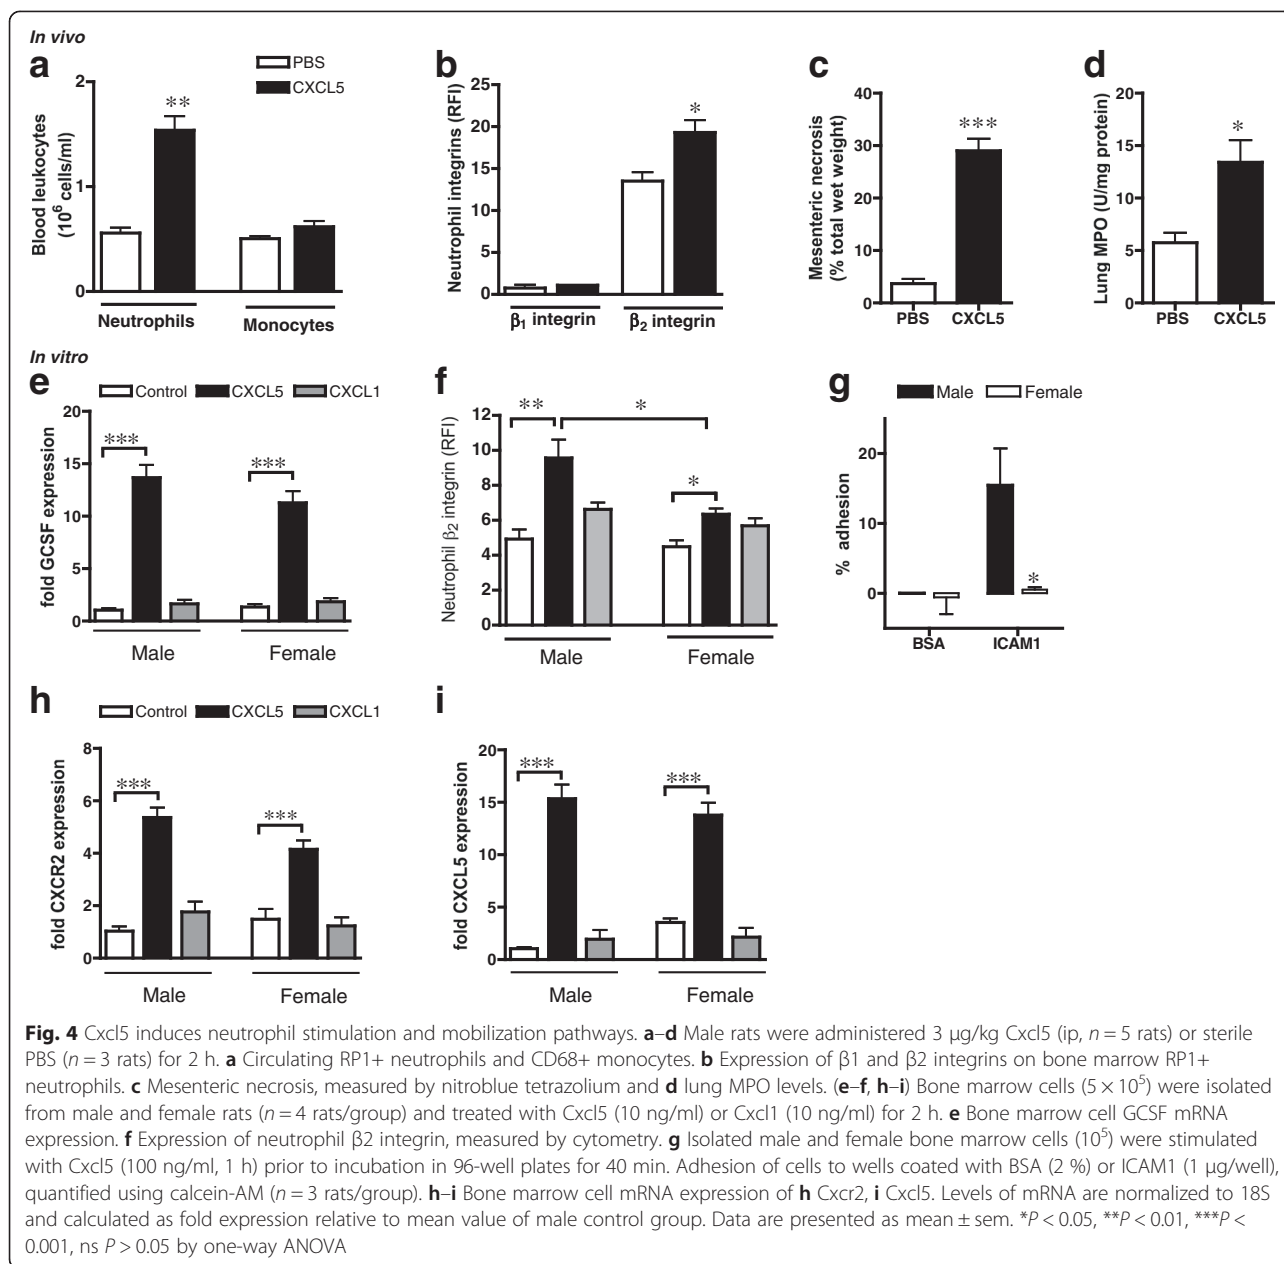 In vivo
a
PBS
CXCL5
Blood leukocytes
(10⁶ cells/ml)
2
1
0
**
Neutrophils
Monocytes
b
Neutrophil integrins (RFI)
25
20
15
10
5
0
*
β₁ integrin
β₂ integrin
c
Mesenteric necrosis
(% total wet weight)
40
30
20
10
0
***
PBS
CXCL5
d
Lung MPO (U/mg protein)
20
15
10
5
0
*
PBS
CXCL5
In vitro
e
Control
CXCL5
CXCL1
fold GCSF expression
20
15
10
5
0
***
***
Male
Female
f
Neutrophil β₂ integrin (RFI)
12
10
8
6
4
2
0
**
*
*
Male
Female
g
Male
Female
% adhesion
20
10
0
*
BSA
ICAM1
h
Control
CXCL5
CXCL1
fold CXCR2 expression
8
6
4
2
0
***
***
Male
Female
i
fold CXCL5 expression
20
15
10
5
0
***
***
Male
Female
Fig. 4 Cxcl5 induces neutrophil stimulation and mobilization pathways. a–d Male rats were administered 3 μg/kg Cxcl5 (ip, n = 5 rats) or sterile
PBS (n = 3 rats) for 2 h. a Circulating RP1+ neutrophils and CD68+ monocytes. b Expression of β1 and β2 integrins on bone marrow RP1+
neutrophils. c Mesenteric necrosis, measured by nitroblue tetrazolium and d lung MPO levels. (e–f, h–i) Bone marrow cells (5 × 10⁵) were isolated
from male and female rats (n = 4 rats/group) and treated with Cxcl5 (10 ng/ml) or Cxcl1 (10 ng/ml) for 2 h. e Bone marrow cell GCSF mRNA
expression. f Expression of neutrophil β2 integrin, measured by cytometry. g Isolated male and female bone marrow cells (10⁵) were stimulated
with Cxcl5 (100 ng/ml, 1 h) prior to incubation in 96-well plates for 40 min. Adhesion of cells to wells coated with BSA (2 %) or ICAM1 (1 μg/well),
quantified using calcein-AM (n = 3 rats/group). h–i Bone marrow cell mRNA expression of h Cxcr2, i Cxcl5. Levels of mRNA are normalized to 18S
and calculated as fold expression relative to mean value of male control group. Data are presented as mean ± sem. *P < 0.05, **P < 0.01, ***P <
0.001, ns P > 0.05 by one-way ANOVA